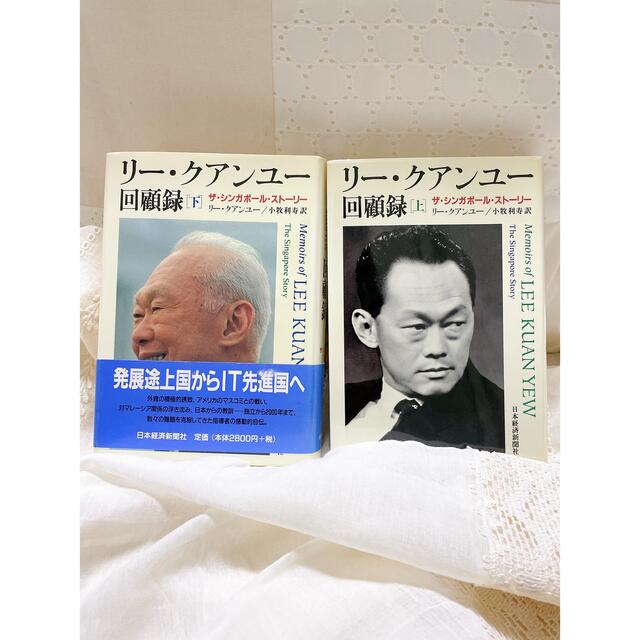 リー・クアンユー
回顧録[下]
ザ・シンガポール・ストーリー
リー・クアンユー/小牧利寿訳
Memoirs of LEE KUAN
The Singapore Story
発展途上国からIT先進国へ
外資の積極的誘致、アメリカのマスコミとの戦い、
対マレーシア関係の浮き沈み、日本からの教訓──独立から2000年まで、
数々の難題を克服してきた指導者の感動的自伝。
日本経済新聞社 定価(本体2800円+税)
リー・クアンユー
回顧録[上]
ザ・シンガポール・ストーリー
リー・クアンユー/小牧利寿訳
Memoirs of LEE KUAN YEW
The Singapore Story
日本経済新聞社